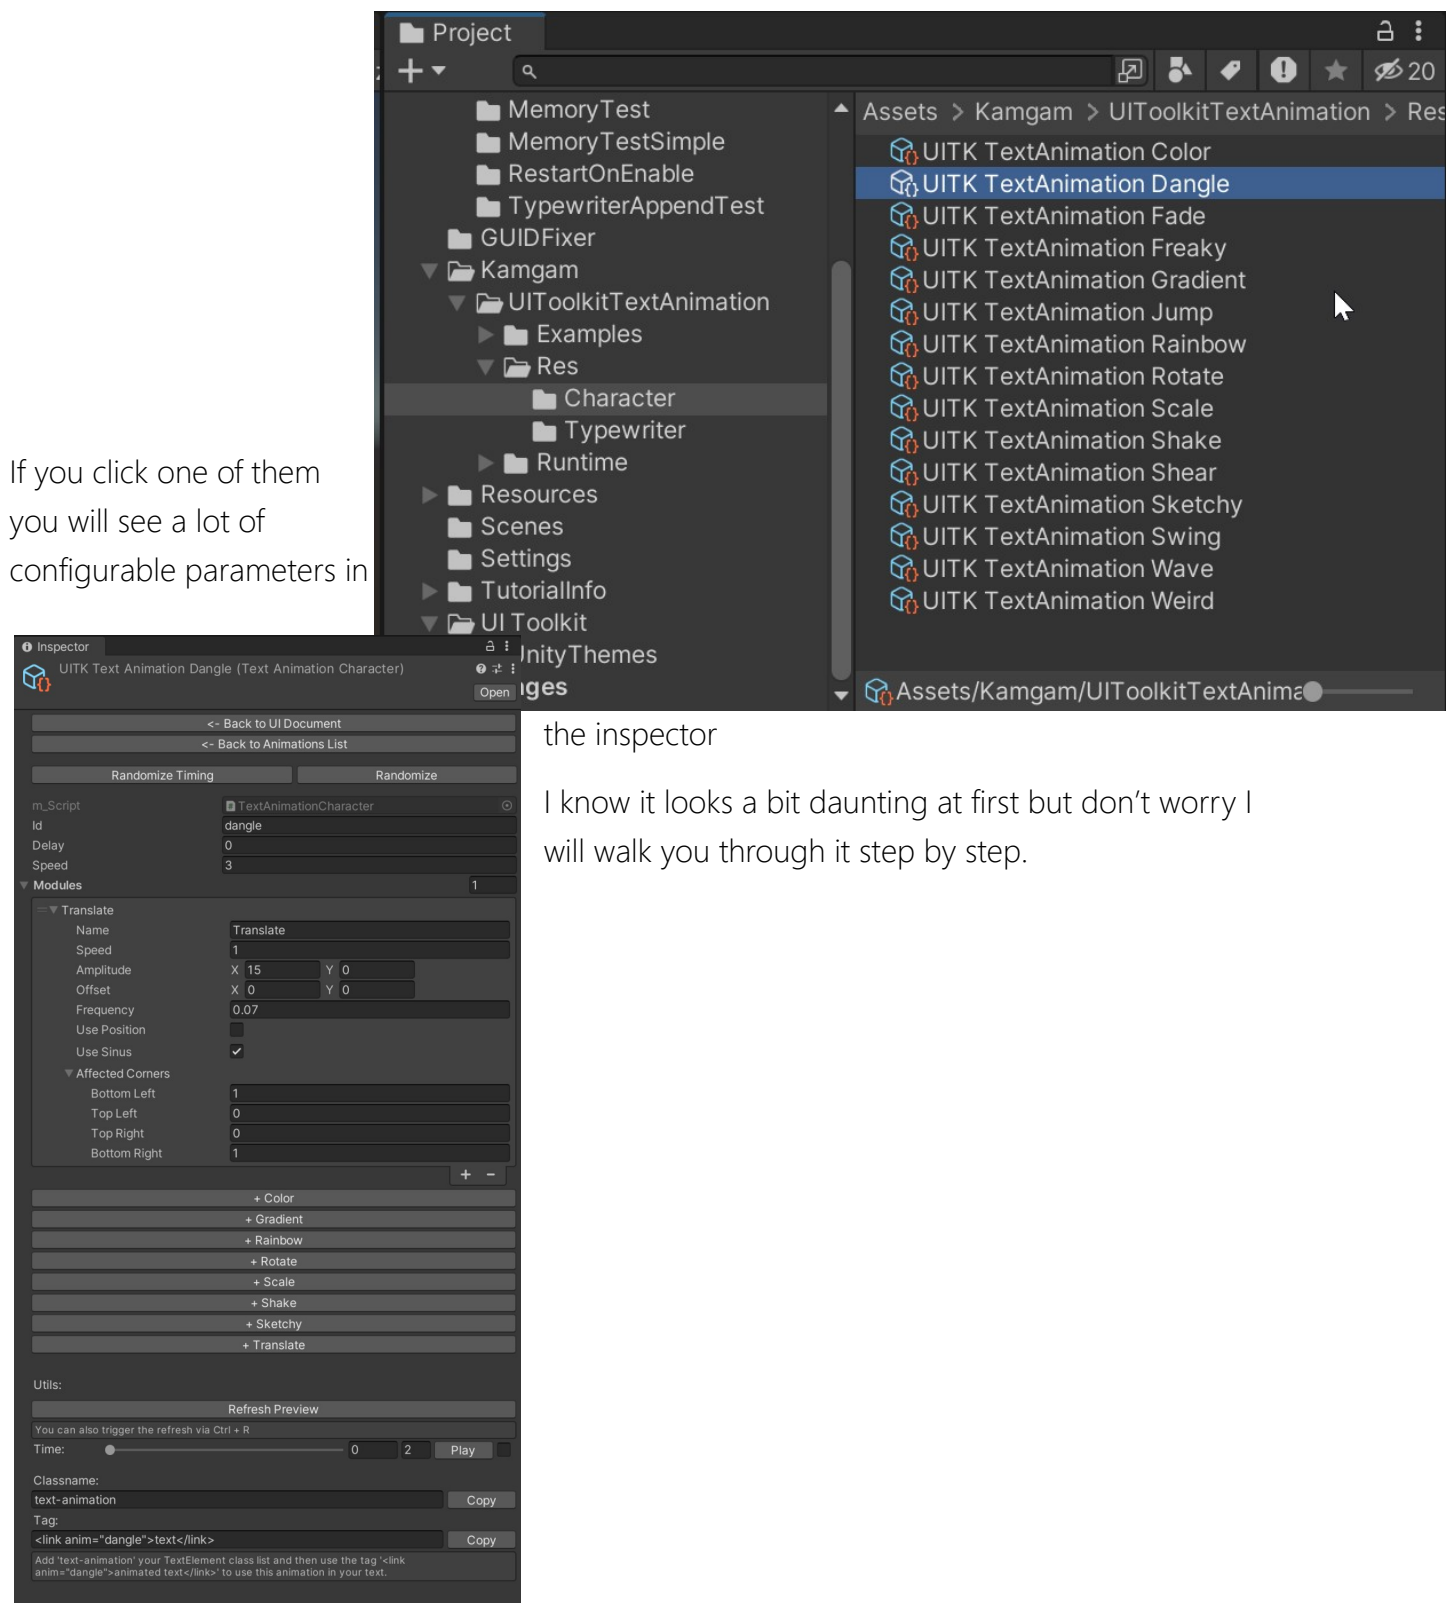 Project
20
MemoryTest
MemoryTestSimple
RestartOnEnable
TypewriterAppendTest
GUIDFixer
Kamgam
UIToolkitTextAnimation
Examples
Res
Character
Typewriter
Runtime
Resources
Scenes
Settings
TutorialInfo
UI Toolkit
UnityThemes
ges
Assets > Kamgam > UIToolkitTextAnimation > Res
UITK TextAnimation Color
UITK TextAnimation Dangle
UITK TextAnimation Fade
UITK TextAnimation Freaky
UITK TextAnimation Gradient
UITK TextAnimation Jump
UITK TextAnimation Rainbow
UITK TextAnimation Rotate
UITK TextAnimation Scale
UITK TextAnimation Shake
UITK TextAnimation Shear
UITK TextAnimation Sketchy
UITK TextAnimation Swing
UITK TextAnimation Wave
UITK TextAnimation Weird
Assets/Kamgam/UIToolkitTextAnima
If you click one of them
you will see a lot of
configurable parameters in
the inspector
I know it looks a bit daunting at first but don’t worry I
will walk you through it step by step.
Inspector
UITK Text Animation Dangle (Text Animation Character)
Open
<- Back to UI Document
<- Back to Animations List
Randomize Timing Randomize
m_Script TextAnimationCharacter
Id dangle
Delay 0
Speed 3
Modules 1
Translate
Name Translate
Speed 1
Amplitude X 15 Y 0
Offset X 0 Y 0
Frequency 0.07
Use Position
Use Sinus
Affected Corners
Bottom Left 1
Top Left 0
Top Right 0
Bottom Right 1
+ −
+ Color
+ Gradient
+ Rainbow
+ Rotate
+ Scale
+ Shake
+ Sketchy
+ Translate
Utils:
Refresh Preview
You can also trigger the refresh via Ctrl + R
Time: 0 2 Play
Classname:
text-animation Copy
Tag:
<link anim="dangle">text</link> Copy
Add 'text-animation' your TextElement class list and then use the tag '<link
anim="dangle">animated text</link>' to use this animation in your text.